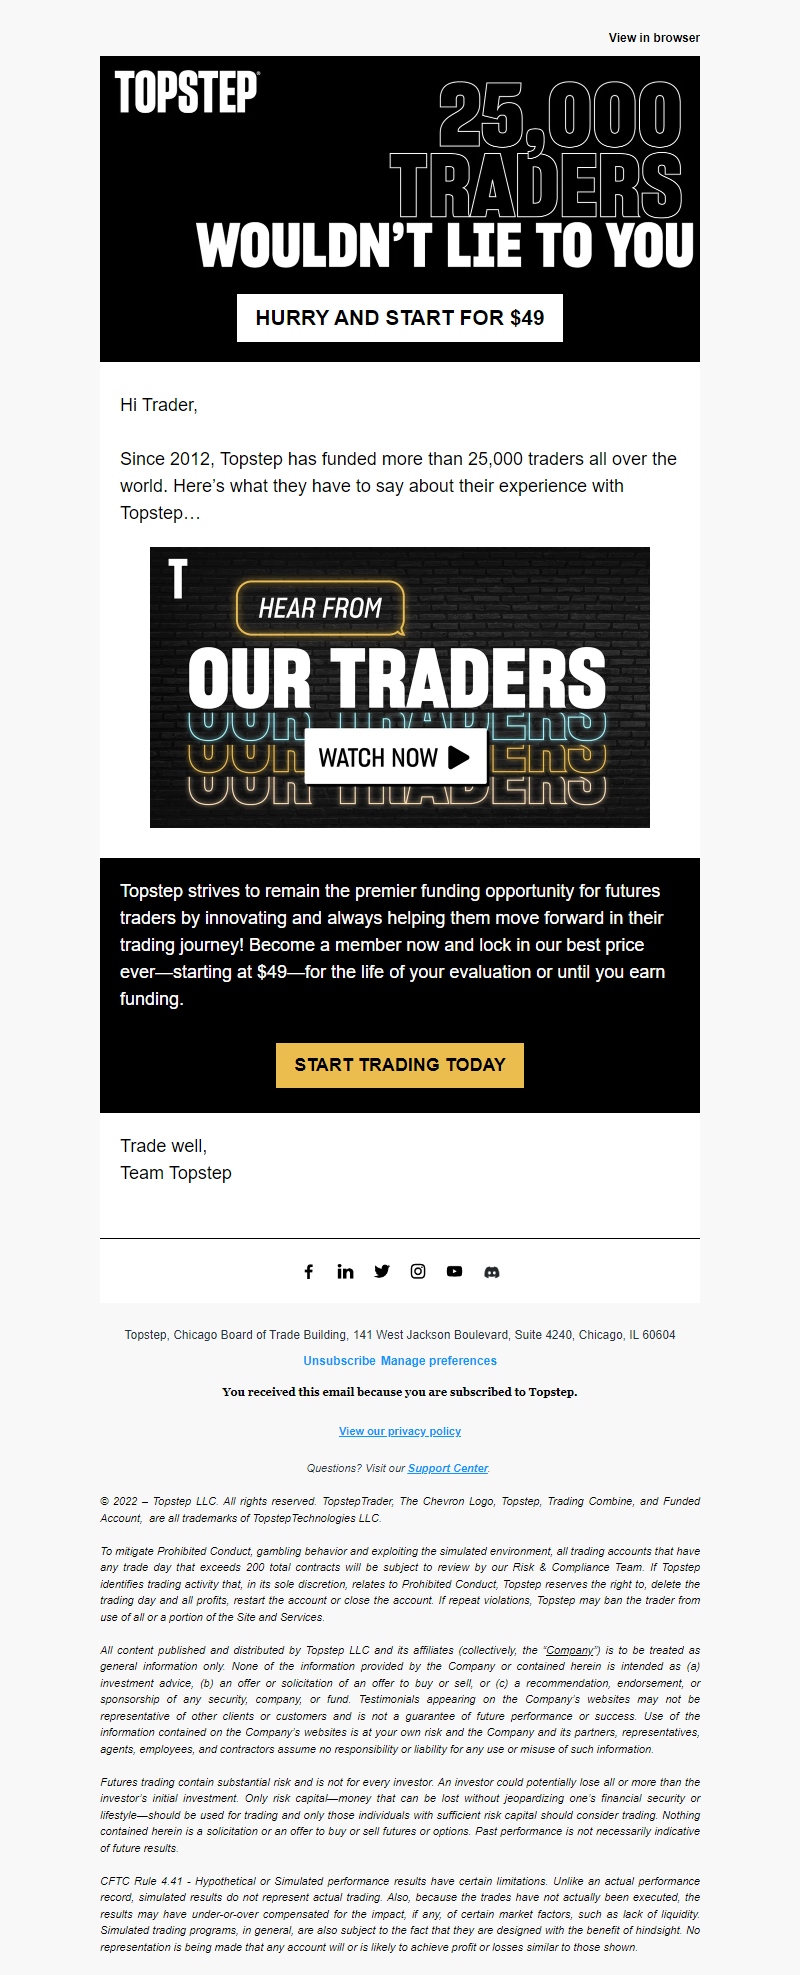 View in browser
TOPSTEP®
25,000
TRADERS
WOULDN'T LIE TO YOU
HURRY AND START FOR $49
Hi Trader,
Since 2012, Topstep has funded more than 25,000 traders all over the
world. Here’s what they have to say about their experience with
Topstep…
T
HEAR FROM
OUR TRADERS
OUR TRADERS
OUR TRADERS
OUR TRADERS
WATCH NOW
Topstep strives to remain the premier funding opportunity for futures
traders by innovating and always helping them move forward in their
trading journey! Become a member now and lock in our best price
ever—starting at $49—for the life of your evaluation or until you earn
funding.
START TRADING TODAY
Trade well,
Team Topstep
Topstep, Chicago Board of Trade Building, 141 West Jackson Boulevard, Suite 4240, Chicago, IL 60604
Unsubscribe Manage preferences
You received this email because you are subscribed to Topstep.
View our privacy policy
Questions? Visit our Support Center.
© 2022 – Topstep LLC. All rights reserved. TopstepTrader, The Chevron Logo, Topstep, Trading Combine, and Funded
Account, are all trademarks of TopstepTechnologies LLC.
To mitigate Prohibited Conduct, gambling behavior and exploiting the simulated environment, all trading accounts that have
any trade day that exceeds 200 total contracts will be subject to review by our Risk & Compliance Team. If Topstep
identifies trading activity that, in its sole discretion, relates to Prohibited Conduct, Topstep reserves the right to, delete the
trading day and all profits, restart the account or close the account. If repeat violations, Topstep may ban the trader from
use of all or a portion of the Site and Services.
All content published and distributed by Topstep LLC and its affiliates (collectively, the “Company”) is to be treated as
general information only. None of the information provided by the Company or contained herein is intended as (a)
investment advice, (b) an offer or solicitation of an offer to buy or sell, or (c) a recommendation, endorsement, or
sponsorship of any security, company, or fund. Testimonials appearing on the Company’s websites may not be
representative of other clients or customers and is not a guarantee of future performance or success. Use of the
information contained on the Company’s websites is at your own risk and the Company and its partners, representatives,
agents, employees, and contractors assume no responsibility or liability for any use or misuse of such information.
Futures trading contain substantial risk and is not for every investor. An investor could potentially lose all or more than the
investor’s initial investment. Only risk capital—money that can be lost without jeopardizing one’s financial security or
lifestyle—should be used for trading and only those individuals with sufficient risk capital should consider trading. Nothing
contained herein is a solicitation or an offer to buy or sell futures or options. Past performance is not necessarily indicative
of future results.
CFTC Rule 4.41 - Hypothetical or Simulated performance results have certain limitations. Unlike an actual performance
record, simulated results do not represent actual trading. Also, because the trades have not actually been executed, the
results may have under-or-over compensated for the impact, if any, of certain market factors, such as lack of liquidity.
Simulated trading programs, in general, are also subject to the fact that they are designed with the benefit of hindsight. No
representation is being made that any account will or is likely to achieve profit or losses similar to those shown.